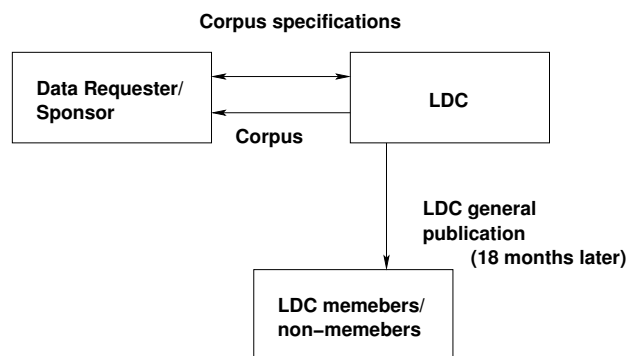 Corpus specifications
Data Requester/
Sponsor
LDC
Corpus
LDC general
publication
(18 months later)
LDC memebers/
non−memebers